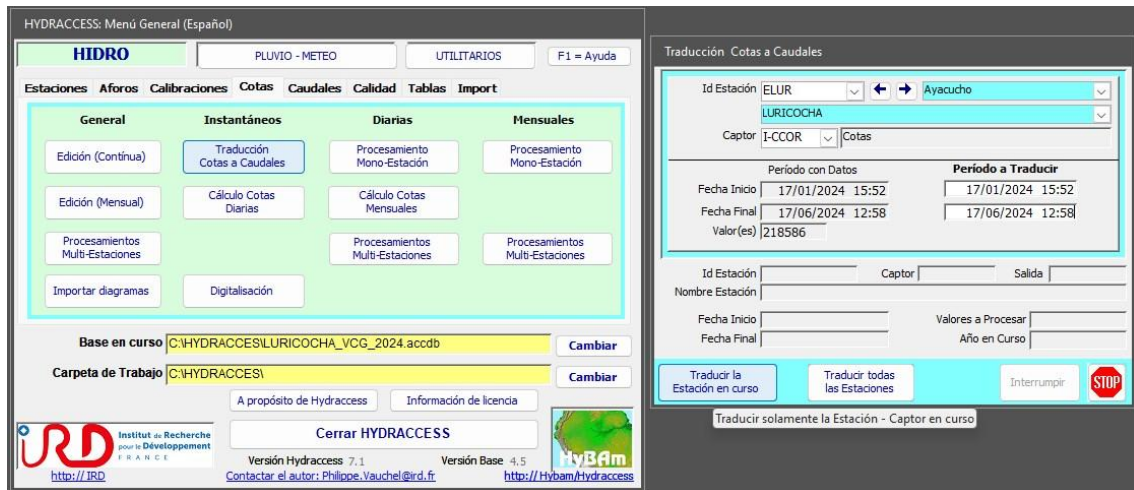 HYDRACCESS: Menú General (Español)
HIDRO PLUVIO - METEO UTILITARIOS F1 = Ayuda
Estaciones Aforos Calibraciones Cotas Caudales Calidad Tablas Import
General Instantáneos Diarias Mensuales
Edición (Contínua) Traducción Cotas a Caudales Procesamiento Mono-Estación Procesamiento Mono-Estación
Edición (Mensual) Cálculo Cotas Diarias Cálculo Cotas Mensuales
Procesamientos Multi-Estaciones Procesamientos Multi-Estaciones Procesamientos Multi-Estaciones
Importar diagramas Digitalisación
Base en curso C:\HYDRACCES\LURICOCHA_VCG_2024.accdb Cambiar
Carpeta de Trabajo C:\HYDRACCES\ Cambiar
A propósito de Hydraccess Información de licencia
Cerrar HYDRACCESS
IRD Institut de Recherche
pour le Développement
FRANCE
Versión Hydraccess 7.1 Versión Base 4.5
HyBAm
http://IRD Contactar el autor: Philippe.Vauchel@ird.fr http://Hybam/Hydraccess
Traducción Cotas a Caudales
Id Estación ELUR Ayacucho
LURICOCHA
Captor I-CCOR Cotas
Período con Datos Período a Traducir
Fecha Inicio 17/01/2024 15:52 17/01/2024 15:52
Fecha Final 17/06/2024 12:58 17/06/2024 12:58
Valor(es) 218586
Id Estación Captor Salida
Nombre Estación
Fecha Inicio Valores a Procesar
Fecha Final Año en Curso
Traducir la Estación en curso Traducir todas las Estaciones Interrumpir STOP
Traducir solamente la Estación - Captor en curso